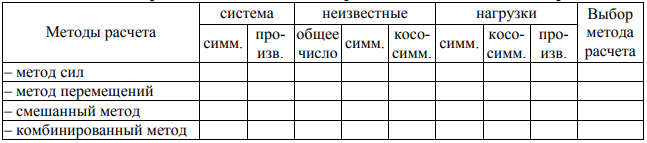 Методы расчета
система
неизвестные
нагрузки
Выбор
метода
расчета
симм.
про-
изв.
общее
число
симм.
косо-
симм.
симм.
косо-
симм.
про-
изв.
– метод сил
– метод перемещений
– смешанный метод
– комбинированный метод